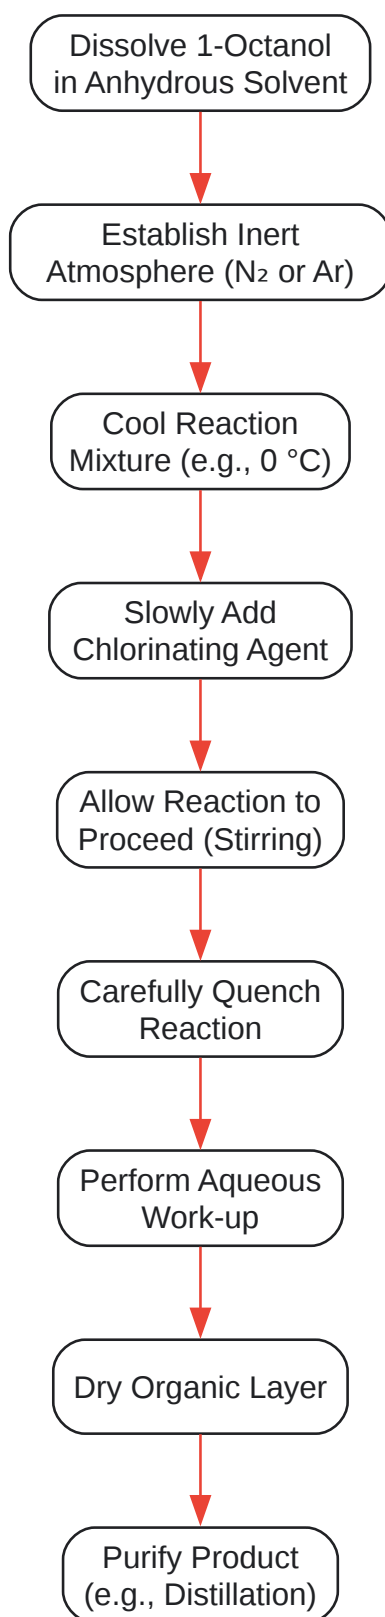 Dissolve 1-Octanol
in Anhydrous Solvent
Establish Inert
Atmosphere (N₂ or Ar)
Cool Reaction
Mixture (e.g., 0 °C)
Slowly Add
Chlorinating Agent
Allow Reaction to
Proceed (Stirring)
Carefully Quench
Reaction
Perform Aqueous
Work-up
Dry Organic Layer
Purify Product
(e.g., Distillation)